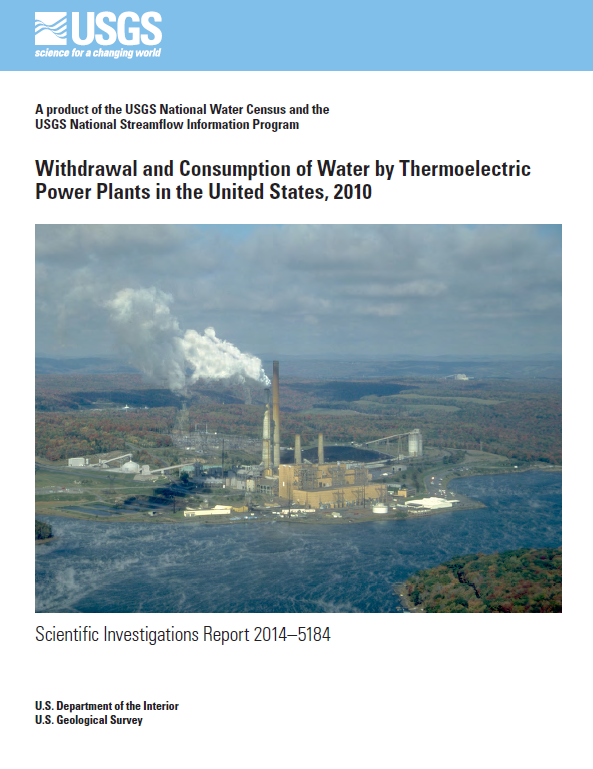 USGS
science for a changing world
A product of the USGS National Water Census and the
USGS National Streamflow Information Program
Withdrawal and Consumption of Water by Thermoelectric
Power Plants in the United States, 2010
Scientific Investigations Report 2014–5184
U.S. Department of the Interior
U.S. Geological Survey